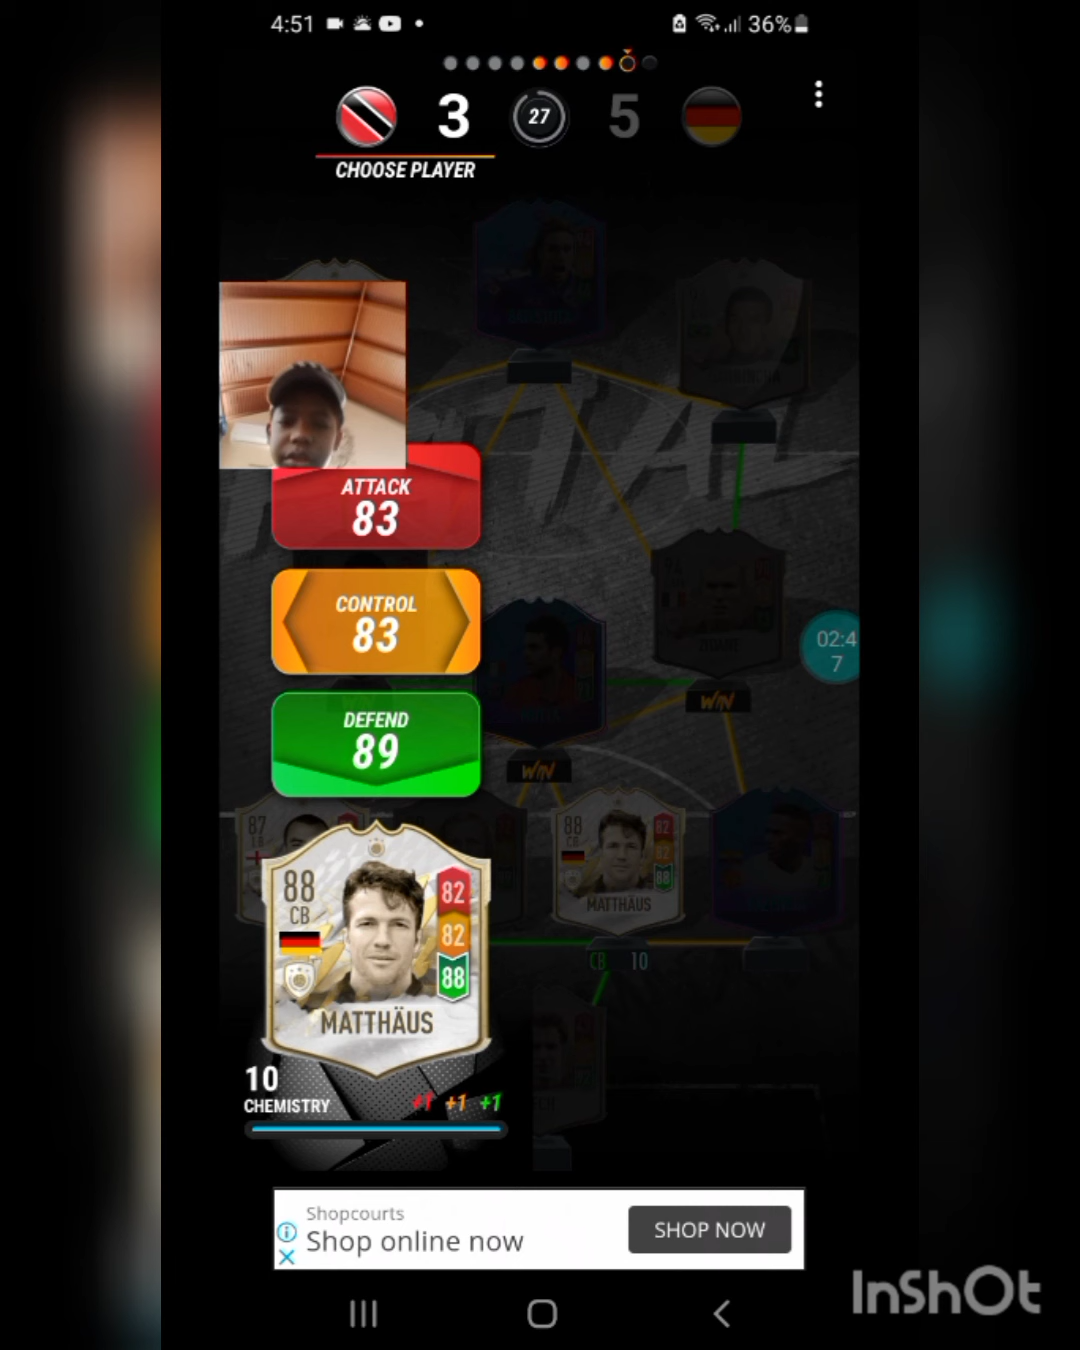 4:51
36%
3
27
5
CHOOSE PLAYER
ATTACK
83
CONTROL
83
DEFEND
89
02:4
7
WIN
WIN
87
88
CB
82
82
88
MATTHÄUS
CB 10
88
CB
82
82
88
MATTHÄUS
10
CHEMISTRY
+1 +1 +1
Shopcourts
Shop online now
SHOP NOW
InShOt